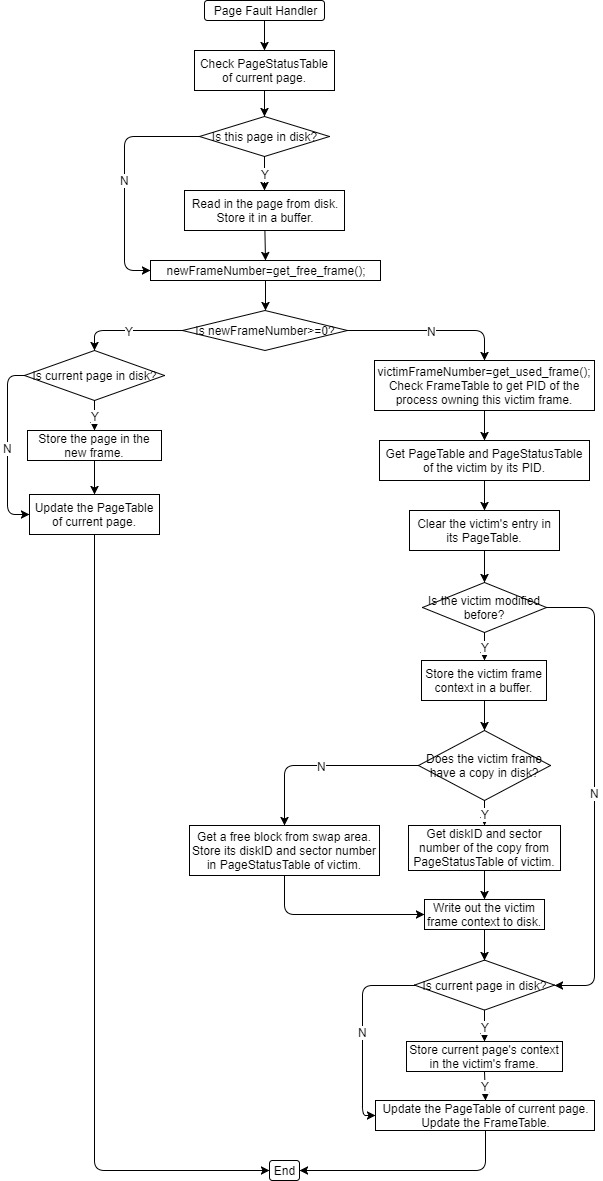 Page Fault Handler
Check PageStatusTable
of current page.
Is this page in disk?
N
Y
Read in the page from disk.
Store it in a buffer.
newFrameNumber=get_free_frame();
Y
Is newFrameNumber>=0?
N
Is current page in disk?
Y
N
Store the page in the
new frame.
Update the PageTable
of current page.
victimFrameNumber=get_used_frame();
Check FrameTable to get PID of the
process owning this victim frame.
Get PageTable and PageStatusTable
of the victim by its PID.
Clear the victim's entry in
its PageTable.
Is the victim modified
before?
Y
N
Store the victim frame
context in a buffer.
Does the victim frame
have a copy in disk?
N
Y
Get a free block from swap area.
Store its diskID and sector number
in PageStatusTable of victim.
Get diskID and sector
number of the copy from
PageStatusTable of victim.
Write out the victim
frame context to disk.
Is current page in disk?
N
Y
Store current page's context
in the victim's frame.
Y
Update the PageTable of current page.
Update the FrameTable.
End